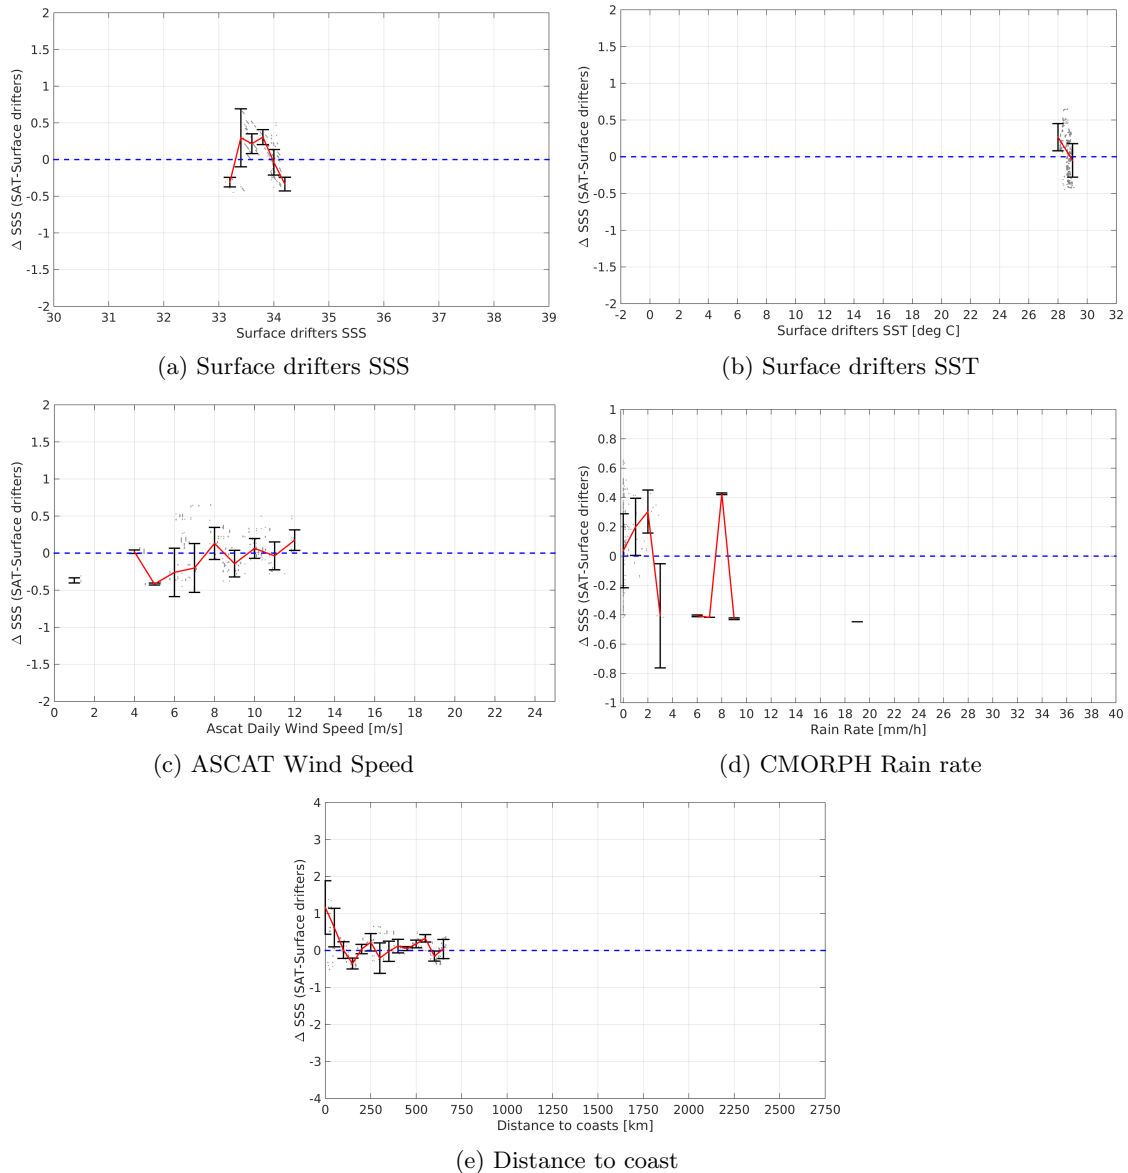 2
1.5
1
0.5
0
-0.5
-1
-1.5
-2
Δ SSS (SAT-Surface drifters)
30 31 32 33 34 35 36 37 38 39
Surface drifters SSS
(a) Surface drifters SSS
2
1.5
1
0.5
0
-0.5
-1
-1.5
-2
Δ SSS (SAT-Surface drifters)
-2 0 2 4 6 8 10 12 14 16 18 20 22 24 26 28 30 32
Surface drifters SST [deg C]
(b) Surface drifters SST
2
1.5
1
0.5
0
-0.5
-1
-1.5
-2
Δ SSS (SAT-Surface drifters)
0 2 4 6 8 10 12 14 16 18 20 22 24
Ascat Daily Wind Speed [m/s]
(c) ASCAT Wind Speed
1
0.8
0.6
0.4
0.2
0
-0.2
-0.4
-0.6
-0.8
-1
Δ SSS (SAT-Surface drifters)
0 2 4 6 8 10 12 14 16 18 20 22 24 26 28 30 32 34 36 38 40
Rain Rate [mm/h]
(d) CMORPH Rain rate
4
3
2
1
0
-1
-2
-3
-4
Δ SSS (SAT-Surface drifters)
0 250 500 750 1000 1250 1500 1750 2000 2250 2500 2750
Distance to coasts [km]
(e) Distance to coast